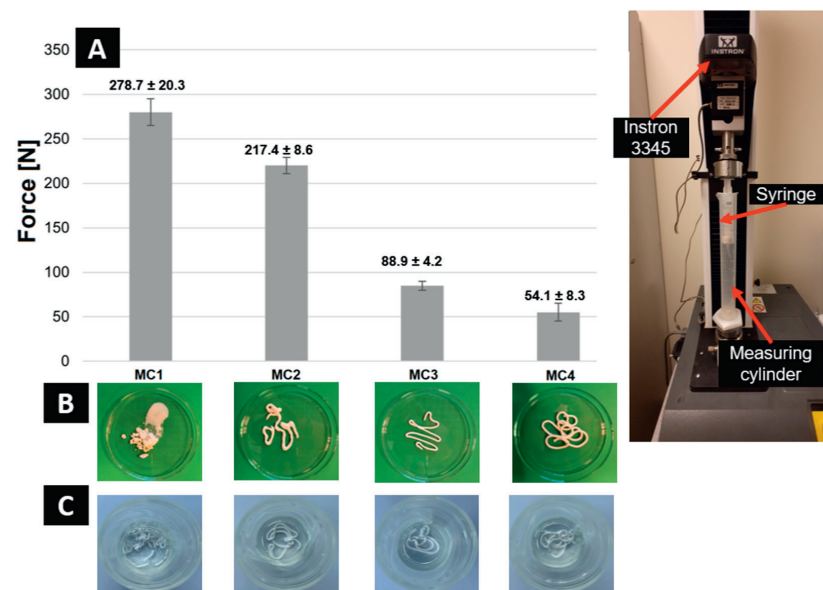 A
350
300
250
200
150
100
50
0
Force [N]
278.7 ± 20.3
217.4 ± 8.6
88.9 ± 4.2
54.1 ± 8.3
MC1 MC2 MC3 MC4
B
C
INSTRON
Instron
3345
Syringe
Measuring
cylinder